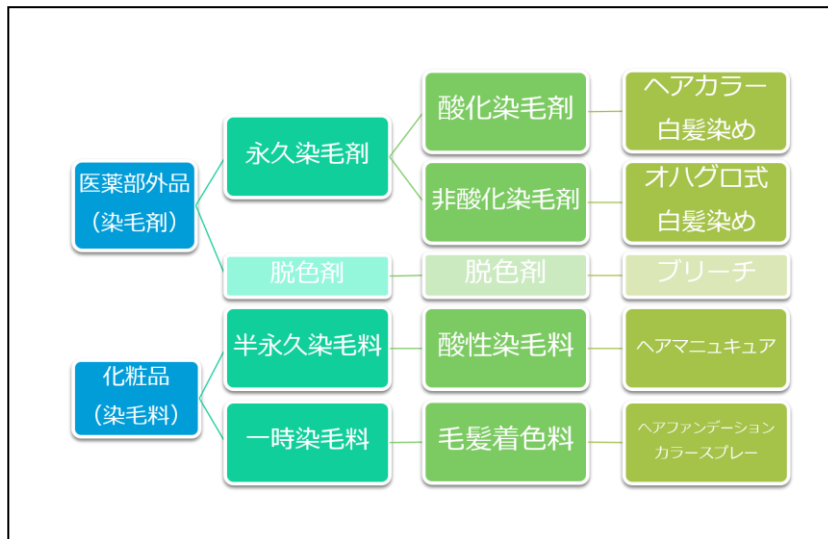 医薬部外品
（染毛剤）
永久染毛剤
酸化染毛剤
ヘアカラー
白髪染め
非酸化染毛剤
オハグロ式
白髪染め
脱色剤
脱色剤
ブリーチ
化粧品
（染毛料）
半永久染毛料
酸性染毛料
ヘアマニュキュア
一時染毛料
毛髪着色料
ヘアファンデーション
カラースプレー